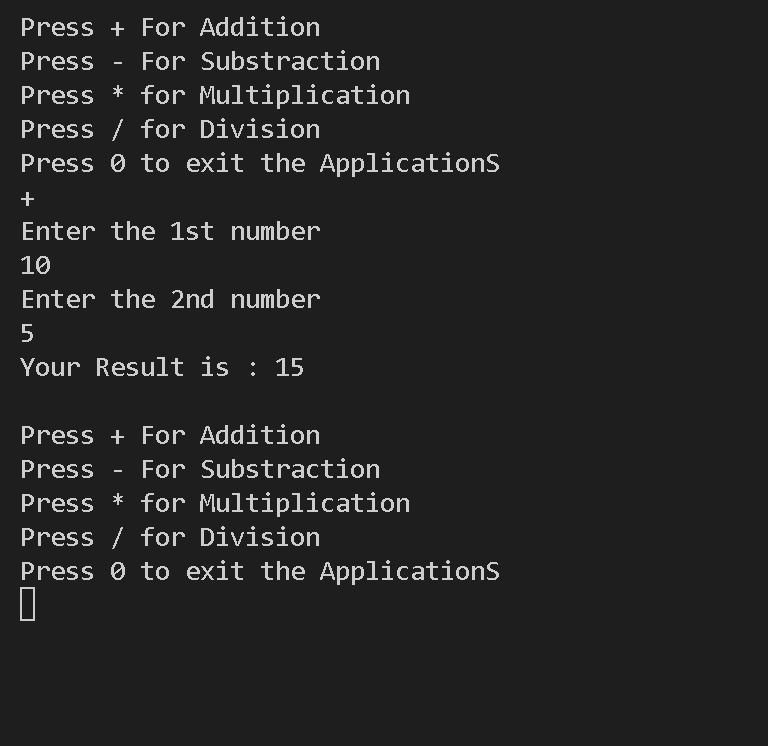 Press + For Addition
Press - For Substraction
Press * for Multiplication
Press / for Division
Press 0 to exit the ApplicationS
+
Enter the 1st number
10
Enter the 2nd number
5
Your Result is : 15
Press + For Addition
Press - For Substraction
Press * for Multiplication
Press / for Division
Press 0 to exit the ApplicationS